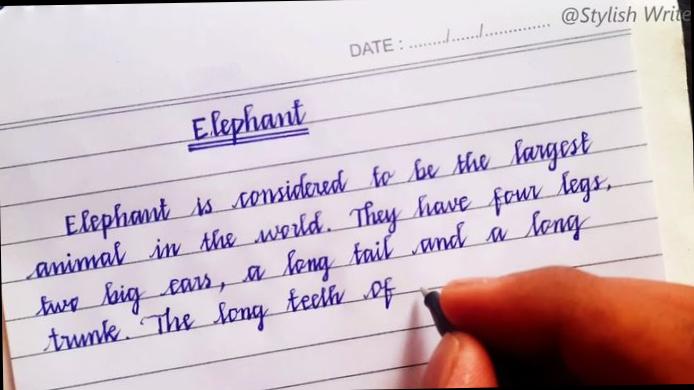 @Stylish Write
DATE : ......../....../..............
Elephant
Elephant is considered to be the largest
animal in the world. They have four legs,
two big ears, a long tail and a long
trunk. The long teeth of